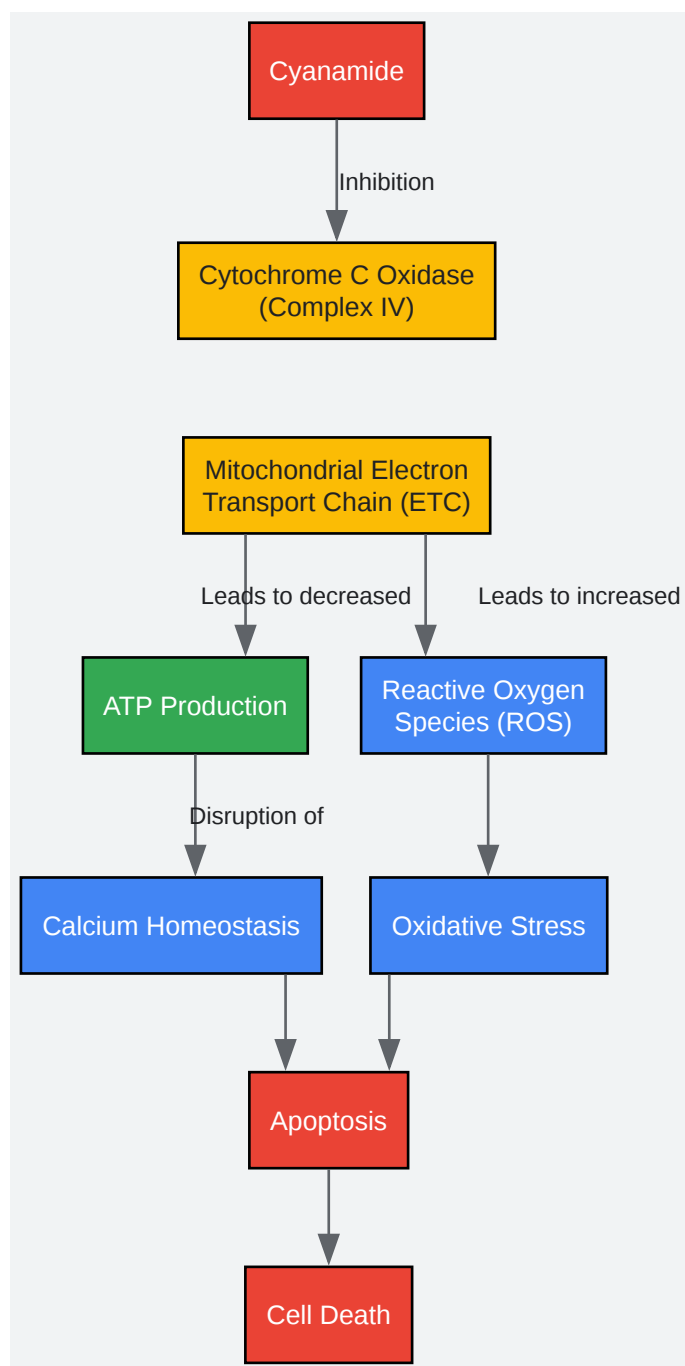 Cyanamide
Inhibition
Cytochrome C Oxidase
(Complex IV)
Mitochondrial Electron
Transport Chain (ETC)
Leads to decreased
Leads to increased
ATP Production
Reactive Oxygen
Species (ROS)
Disruption of
Calcium Homeostasis
Oxidative Stress
Apoptosis
Cell Death